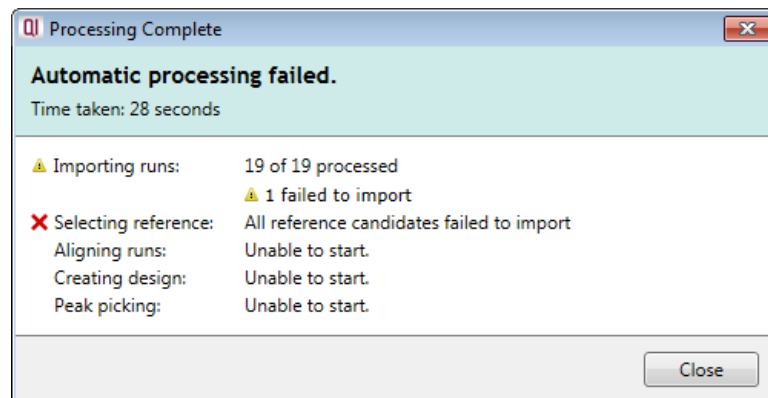 QI Processing Complete
Automatic processing failed.
Time taken: 28 seconds
Importing runs: 19 of 19 processed
1 failed to import
Selecting reference: All reference candidates failed to import
Aligning runs: Unable to start.
Creating design: Unable to start.
Peak picking: Unable to start.
Close